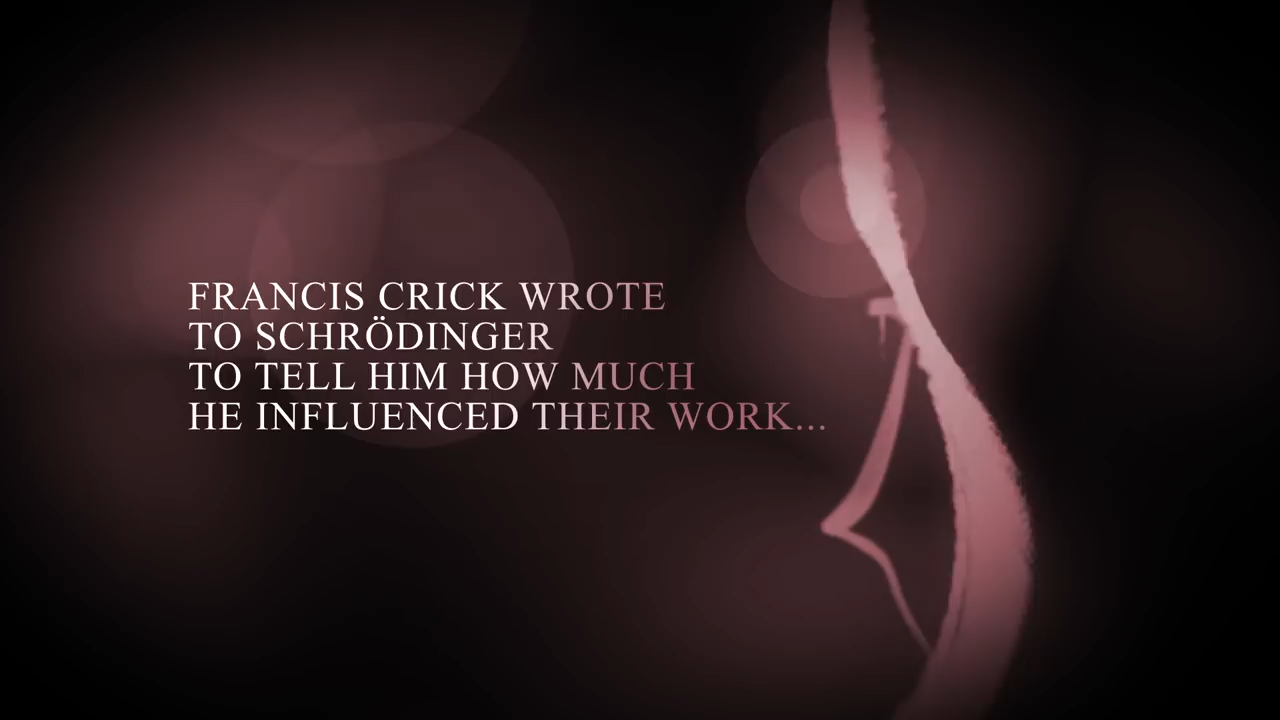 FRANCIS CRICK WROTE
TO SCHRÖDINGER
TO TELL HIM HOW MUCH
HE INFLUENCED THEIR WORK...